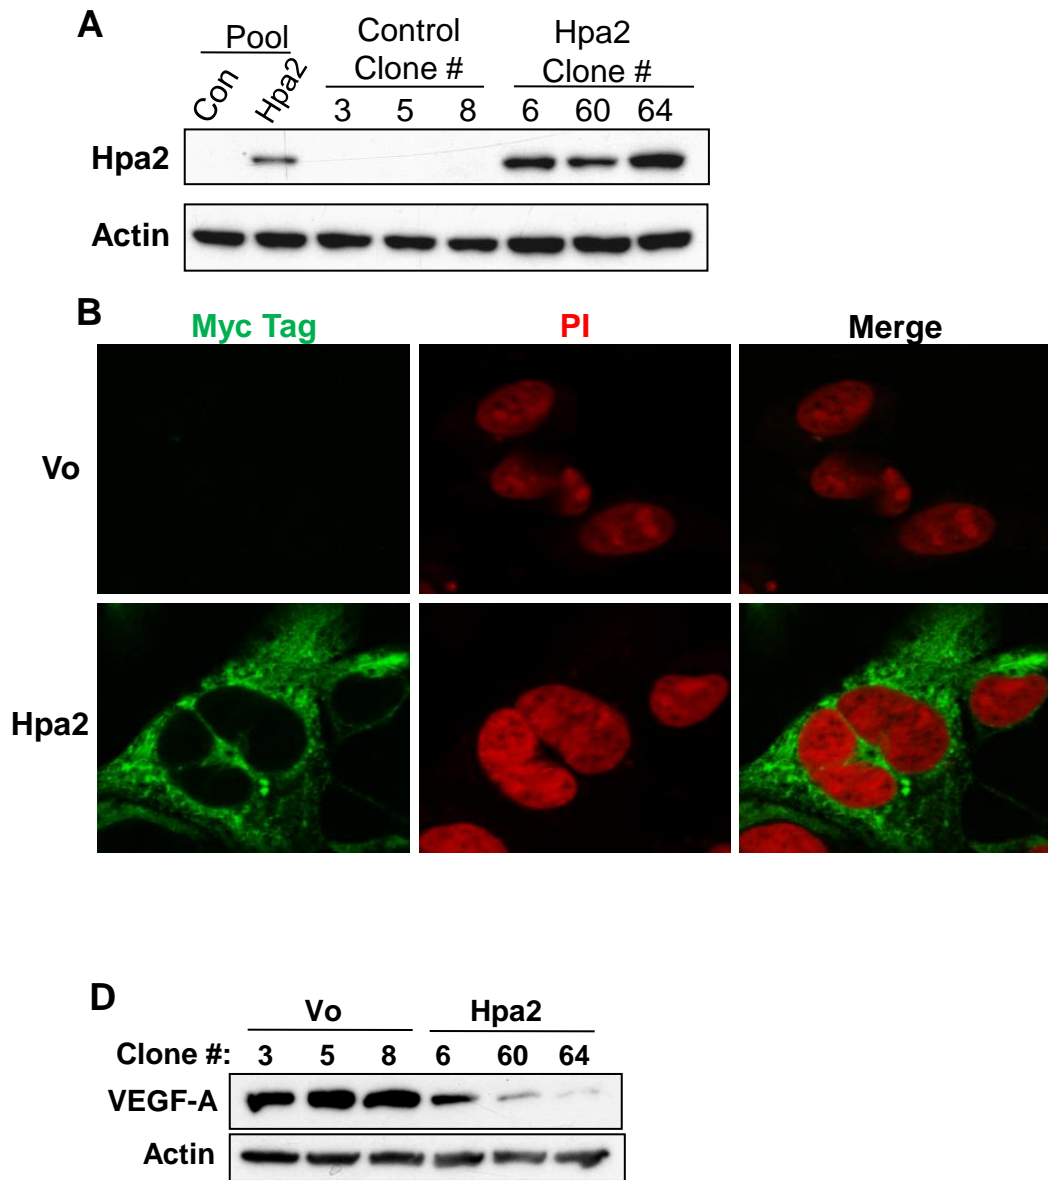 A
Pool
Control
Clone #
Hpa2
Clone #
Con
Hpa2
3
5
8
6
60
64
Hpa2
Actin
B
Myc Tag
PI
Merge
Vo
Hpa2
D
Vo
Hpa2
Clone #: 3 5 8 6 60 64
VEGF-A
Actin